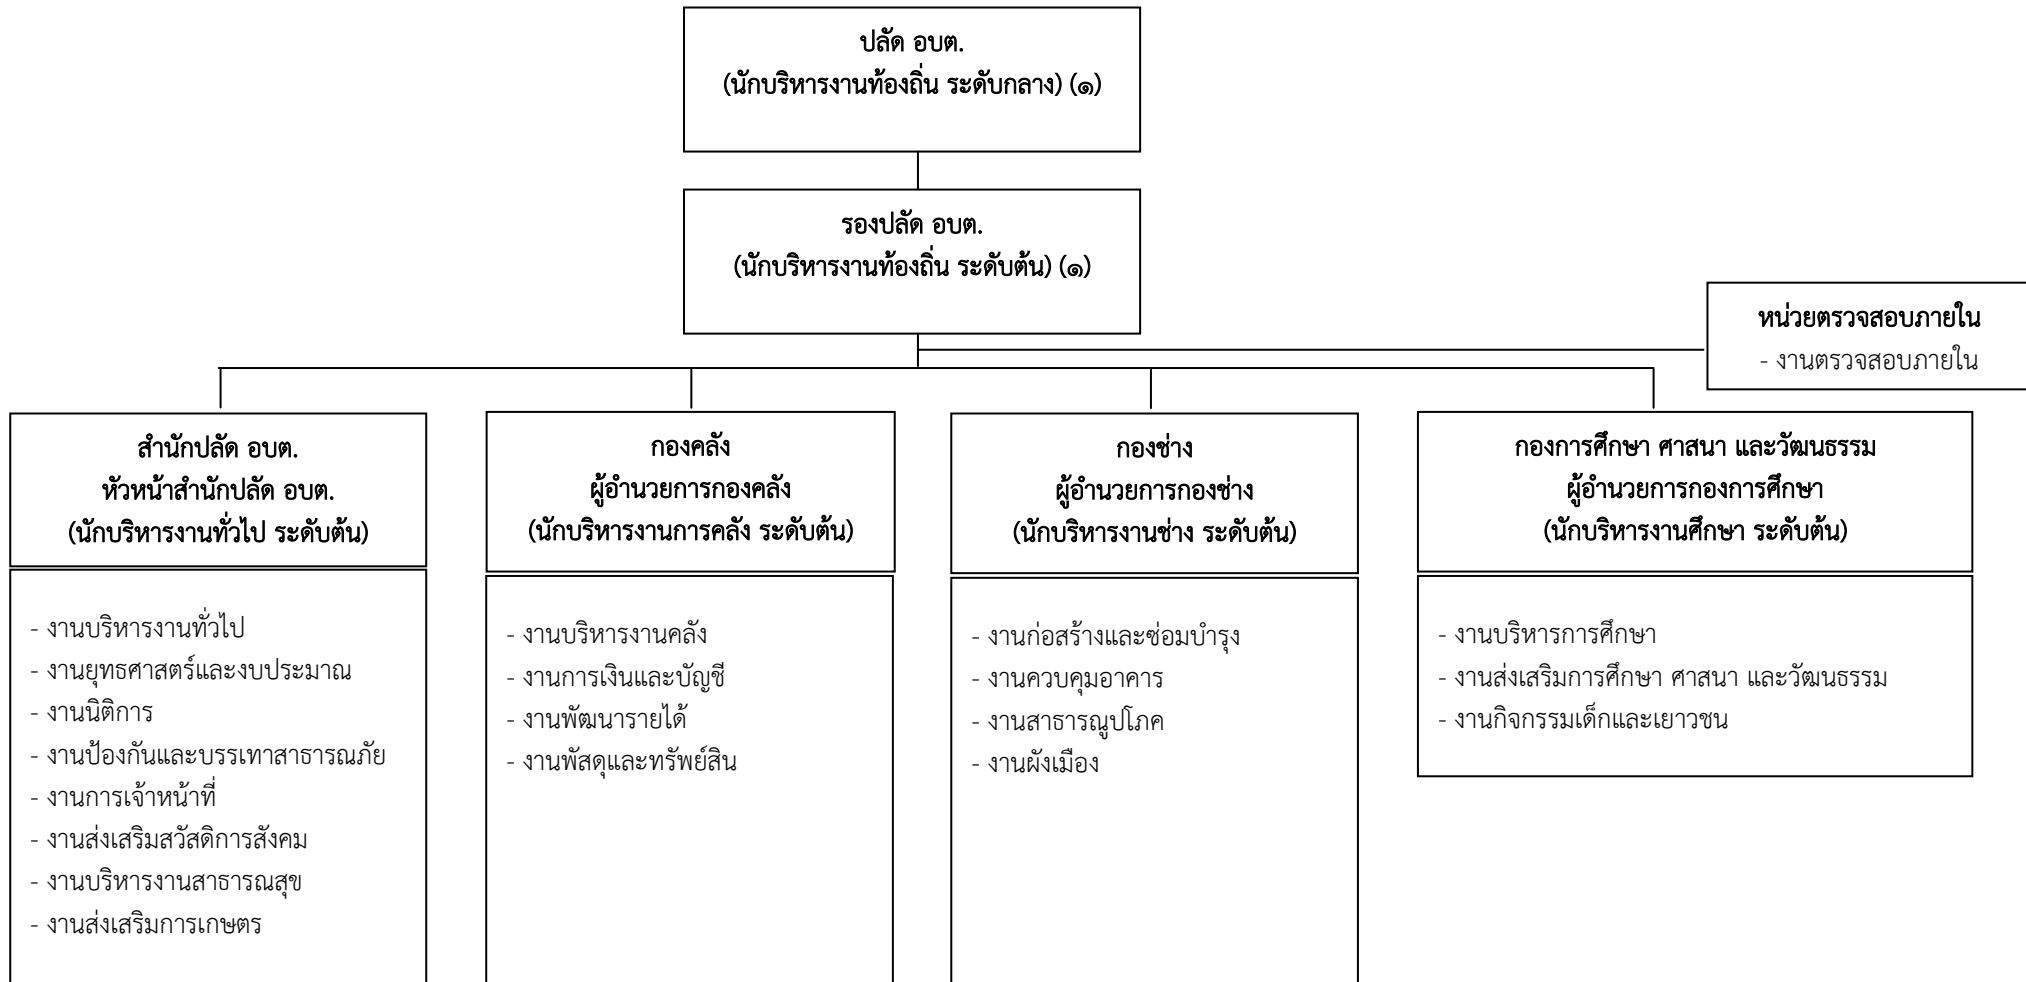 ปลัด อบต.
(นักบริหารงานท้องถิ่น ระดับกลาง) (๑)
รองปลัด อบต.
(นักบริหารงานท้องถิ่น ระดับต้น) (๑)
หน่วยตรวจสอบภายใน
- งานตรวจสอบภายใน
สำนักปลัด อบต.
หัวหน้าสำนักปลัด อบต.
(นักบริหารงานทั่วไป ระดับต้น)
- งานบริหารงานทั่วไป
- งานยุทธศาสตร์และงบประมาณ
- งานนิติการ
- งานป้องกันและบรรเทาสาธารณภัย
- งานการเจ้าหน้าที่
- งานส่งเสริมสวัสดิการสังคม
- งานบริหารงานสาธารณสุข
- งานส่งเสริมการเกษตร
กองคลัง
ผู้อำนวยการกองคลัง
(นักบริหารงานการคลัง ระดับต้น)
- งานบริหารงานคลัง
- งานการเงินและบัญชี
- งานพัฒนารายได้
- งานพัสดุและทรัพย์สิน
กองช่าง
ผู้อำนวยการกองช่าง
(นักบริหารงานช่าง ระดับต้น)
- งานก่อสร้างและซ่อมบำรุง
- งานควบคุมอาคาร
- งานสาธารณูปโภค
- งานผังเมือง
กองการศึกษา ศาสนา และวัฒนธรรม
ผู้อำนวยการกองการศึกษา
(นักบริหารงานศึกษา ระดับต้น)
- งานบริหารการศึกษา
- งานส่งเสริมการศึกษา ศาสนา และวัฒนธรรม
- งานกิจกรรมเด็กและเยาวชน